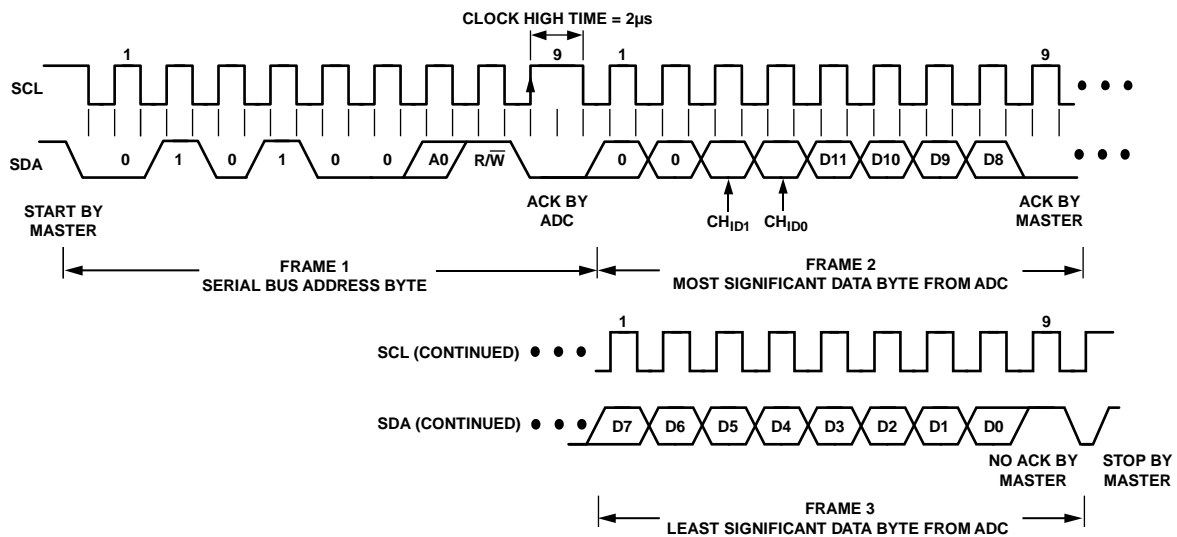 CLOCK HIGH TIME = 2µs
1 9 1 9
SCL
SDA 0 1 0 1 0 0 A0 R/W̅ 0 0 D11 D10 D9 D8
START BY
MASTER
ACK BY
ADC
CHID1 CHID0
ACK BY
MASTER
FRAME 1
SERIAL BUS ADDRESS BYTE
FRAME 2
MOST SIGNIFICANT DATA BYTE FROM ADC
1 9
SCL (CONTINUED)
SDA (CONTINUED) D7 D6 D5 D4 D3 D2 D1 D0
NO ACK BY
MASTER
STOP BY
MASTER
FRAME 3
LEAST SIGNIFICANT DATA BYTE FROM ADC